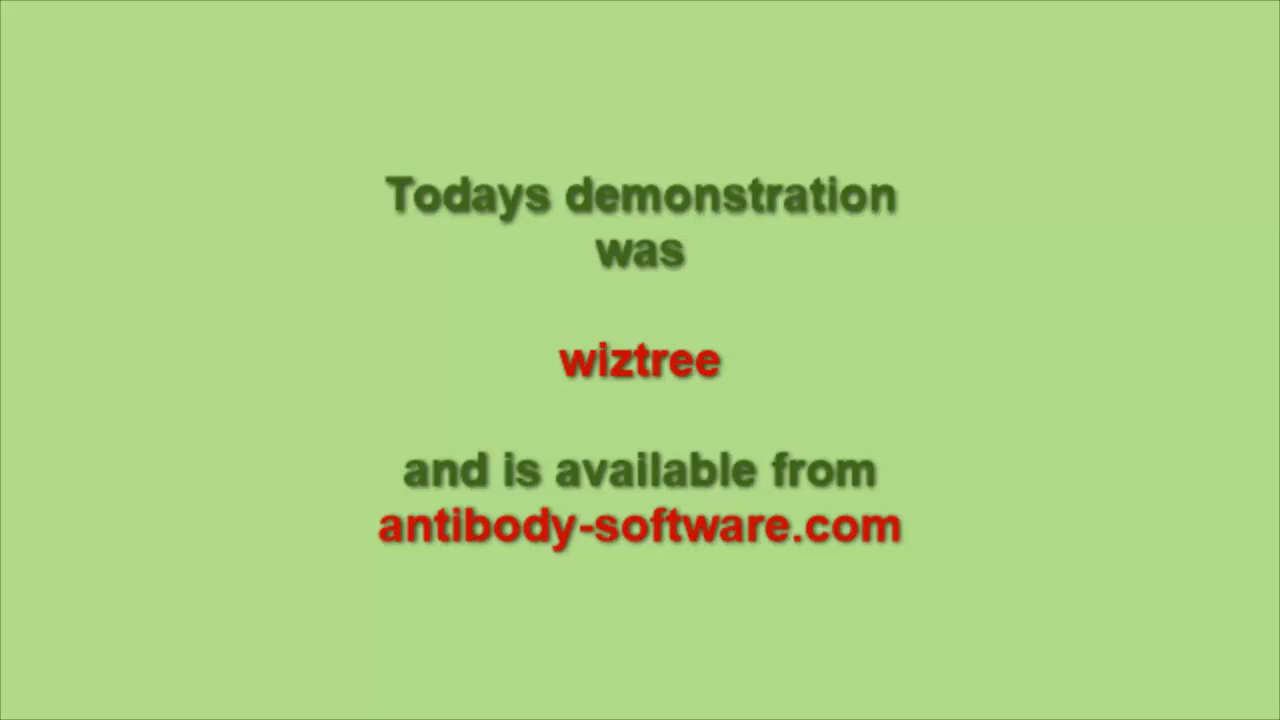 Todays demonstration
was
wiztree
and is available from
antibody-software.com